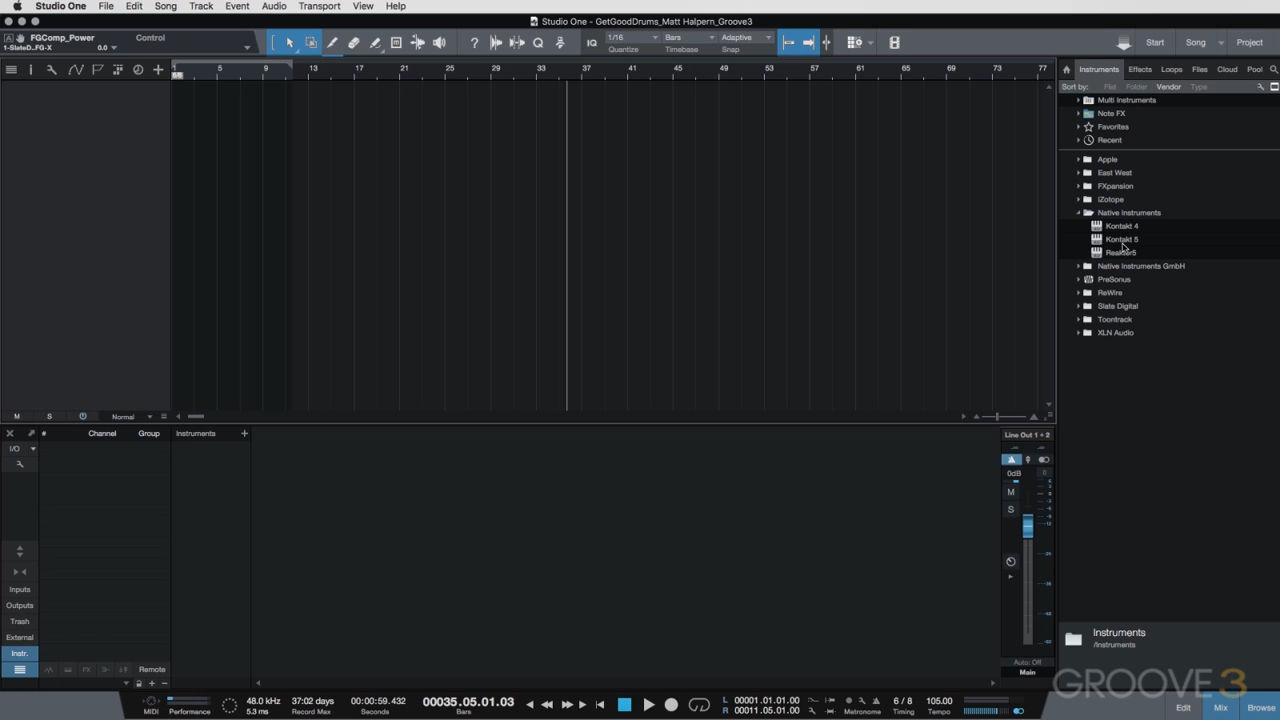 Studio One File Edit Song Track Event Audio Transport View Help
Studio One - GetGoodDrums_Matt Halpern_Groove3
FGComp_Power Control
1-SlateD..FG-X 0.0
IQ 1/16 Bars Adaptive
Quantize Timebase Snap
Start Song Project
1 5 9 13 17 21 25 29 33 37 41 45 49 53 57 61 65 69 73 77
Instruments Effects Loops Files Cloud Pool
Sort by: Flat Folder Vendor Type
Multi Instruments
Note FX
Favorites
Recent
Apple
East West
FXpansion
iZotope
Native Instruments
Kontakt 4
Kontakt 5
Native Instruments GmbH
PreSonus
ReWire
Slate Digital
Toontrack
XLN Audio
M S Normal
# Channel Group Instruments +
I/O
Inputs
Outputs
Trash
External
Instr.
Remote
Line Out 1 + 2
0dB
M
S
Auto: Off
Main
Instruments
/Instruments
GROOVE3
MIDI
Performance
48.0 kHz
5.3 ms
37:02 days
Record Max
00:00:59.432
Seconds
00035.05.01.03
Bars
L 00001.01.01.00
R 00011.05.01.00
Metronome
6 / 8
Timing
105.00
Tempo
Edit Mix Browse